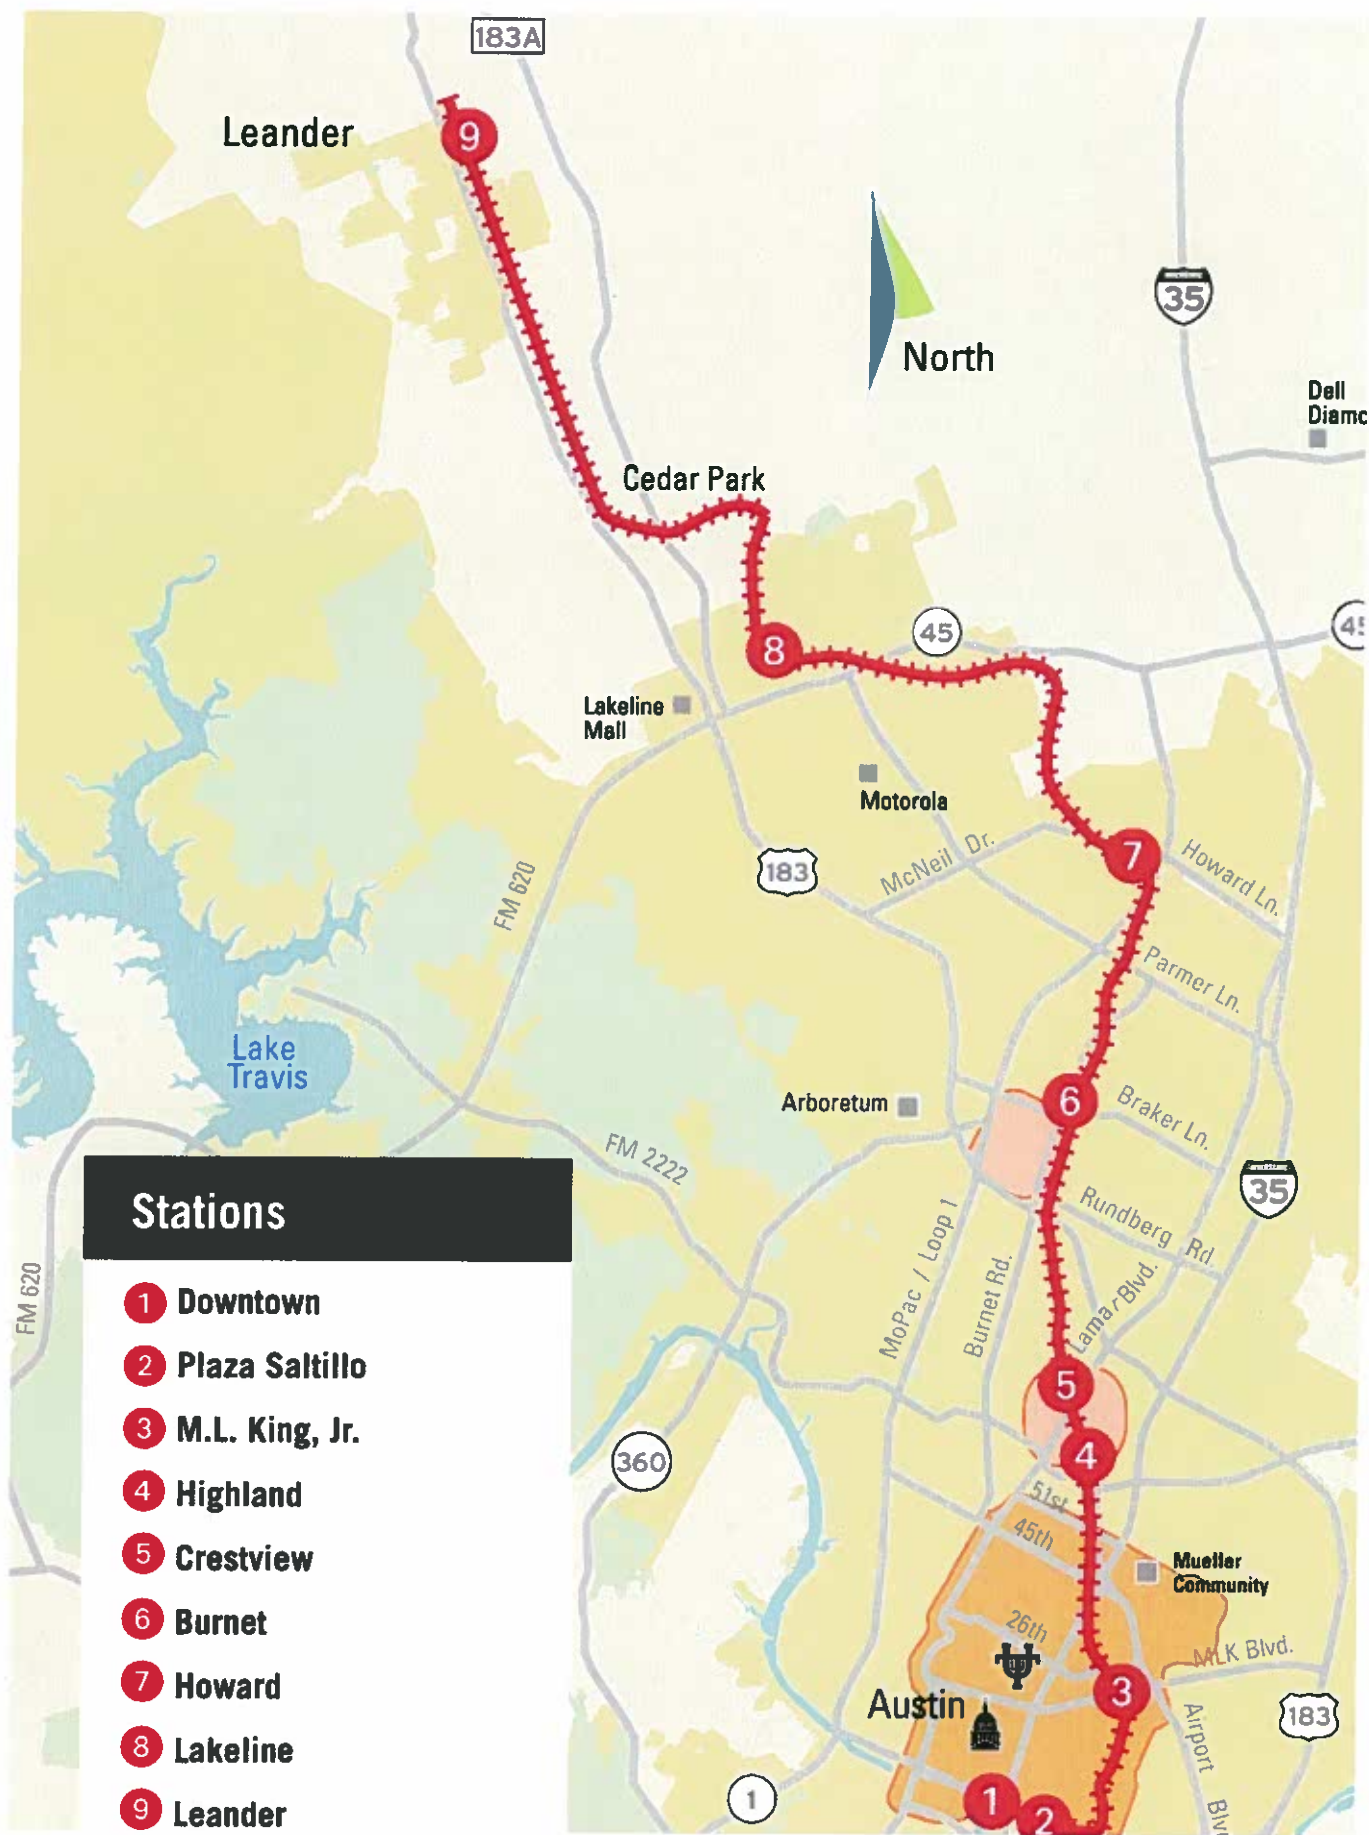 183A
Leander
9
35
North
Dell
Diamo
Cedar Park
45
8
Lakeline
Mall
Motorola
7
Howard Ln.
McNeil Dr.
183
FM 620
Parmer Ln.
Lake
Travis
6
Arboretum
Braker Ln.
FM 2222
35
Rundberg Rd
MoPac / Loop 1
Burnet Rd.
Lamar Blvd.
FM 620
5
4
360
51st
45th
Mueller
Community
26th
MLK Blvd.
3
Austin
183
Airport Blv
1
1
2
Stations
1 Downtown
2 Plaza Saltillo
3 M.L. King, Jr.
4 Highland
5 Crestview
6 Burnet
7 Howard
8 Lakeline
9 Leander